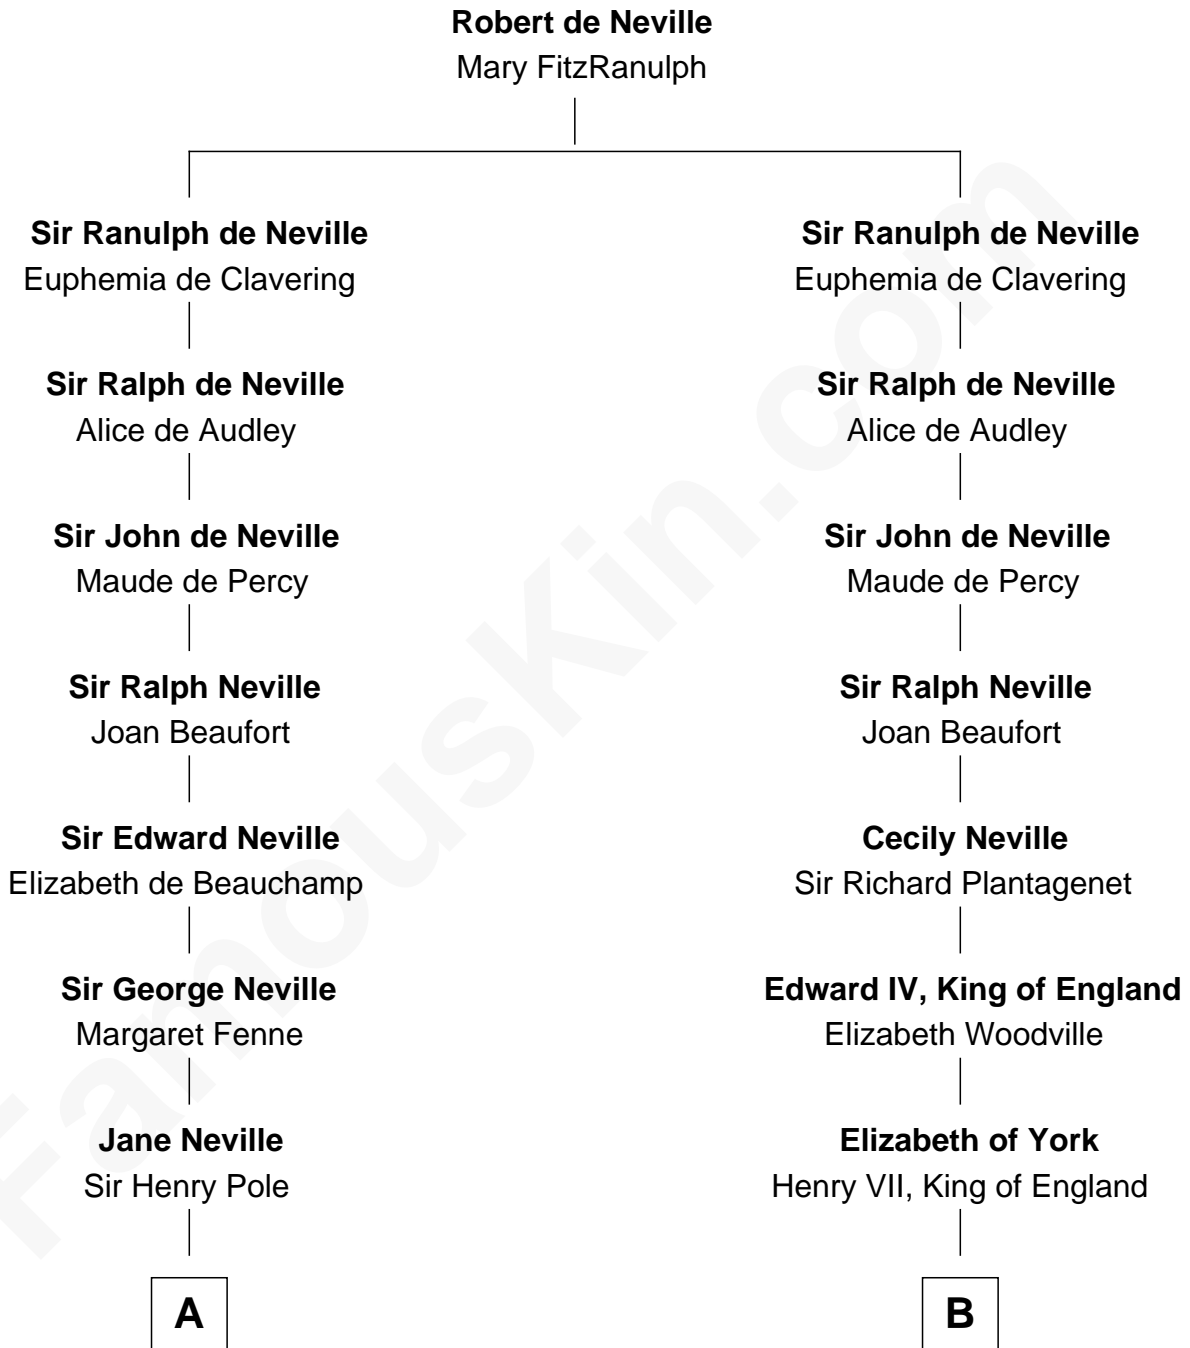 Robert de Neville
Mary FitzRanulph
Sir Ranulph de Neville
Euphemia de Clavering
Sir Ralph de Neville
Alice de Audley
Sir John de Neville
Maude de Percy
Sir Ralph Neville
Joan Beaufort
Sir Edward Neville
Elizabeth de Beauchamp
Sir George Neville
Margaret Fenne
Jane Neville
Sir Henry Pole
A
Sir Ranulph de Neville
Euphemia de Clavering
Sir Ralph de Neville
Alice de Audley
Sir John de Neville
Maude de Percy
Sir Ralph Neville
Joan Beaufort
Cecily Neville
Sir Richard Plantagenet
Edward IV, King of England
Elizabeth Woodville
Elizabeth of York
Henry VII, King of England
B
FamousKin.com